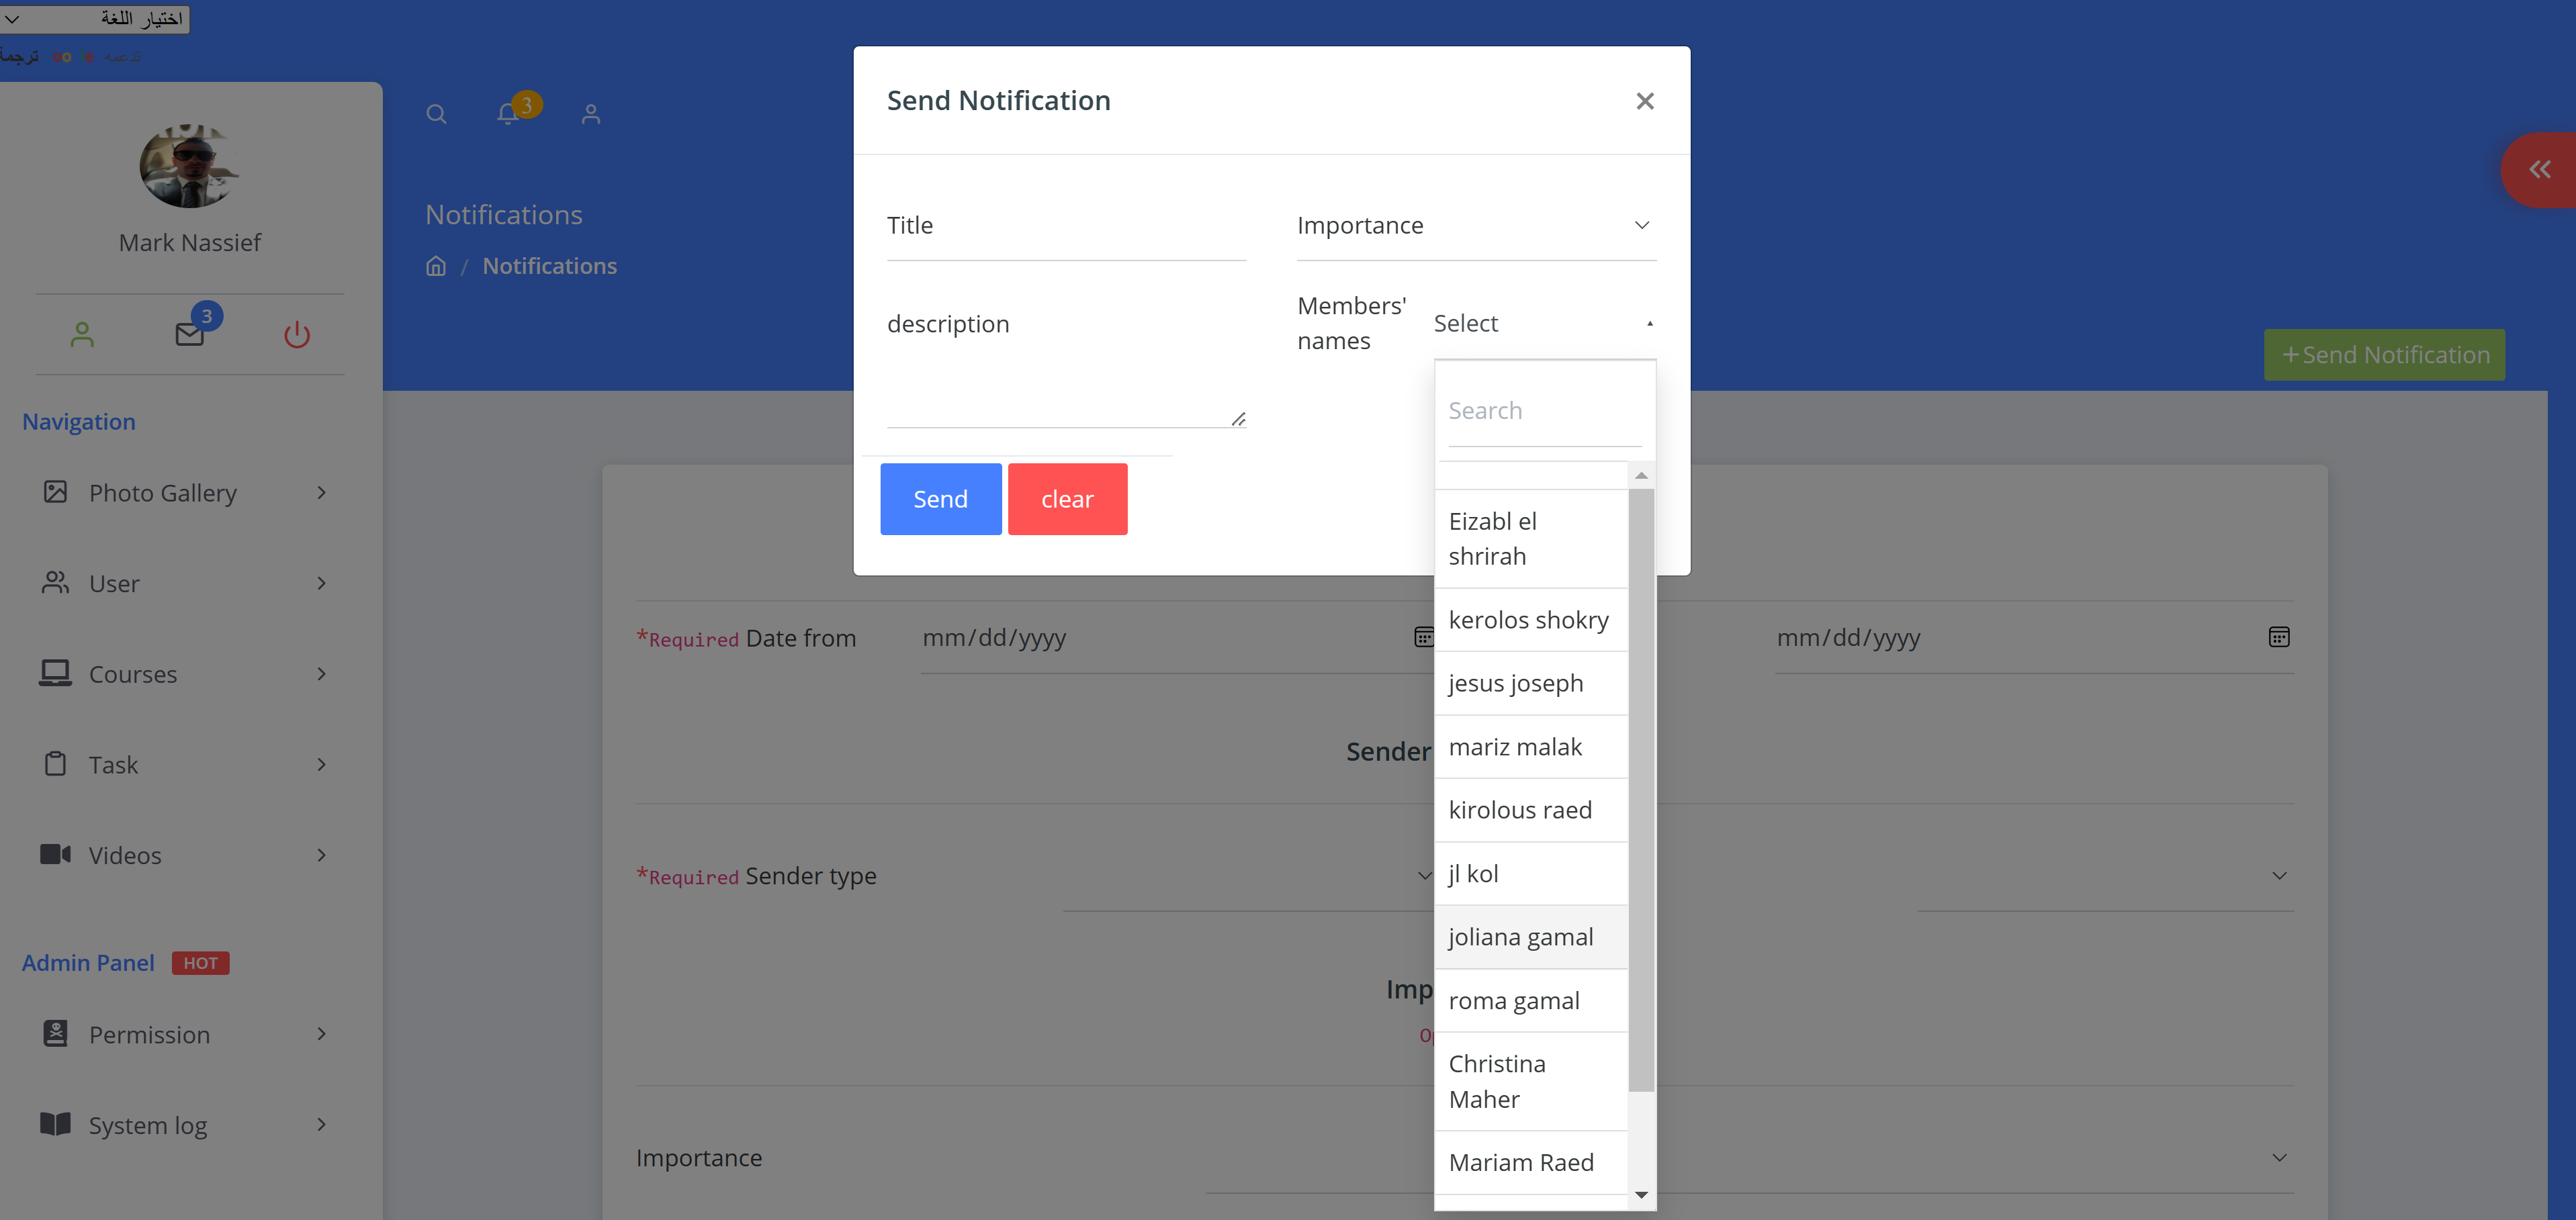 اختيار اللغة
تدعمه
ترجمة
Mark Nassief
3
Navigation
Photo Gallery
User
Courses
Task
Videos
Admin Panel HOT
Permission
System log
3
Notifications
/ Notifications
+Send Notification
Send Notification
×
Title
Importance
description
Members'
names
Select
Search
Send
clear
Eizabl el
shrirah
kerolos shokry
jesus joseph
mariz malak
kirolous raed
jl kol
joliana gamal
roma gamal
Christina
Maher
Mariam Raed
*Required Date from
mm/dd/yyyy
mm/dd/yyyy
Sender
*Required Sender type
Importance